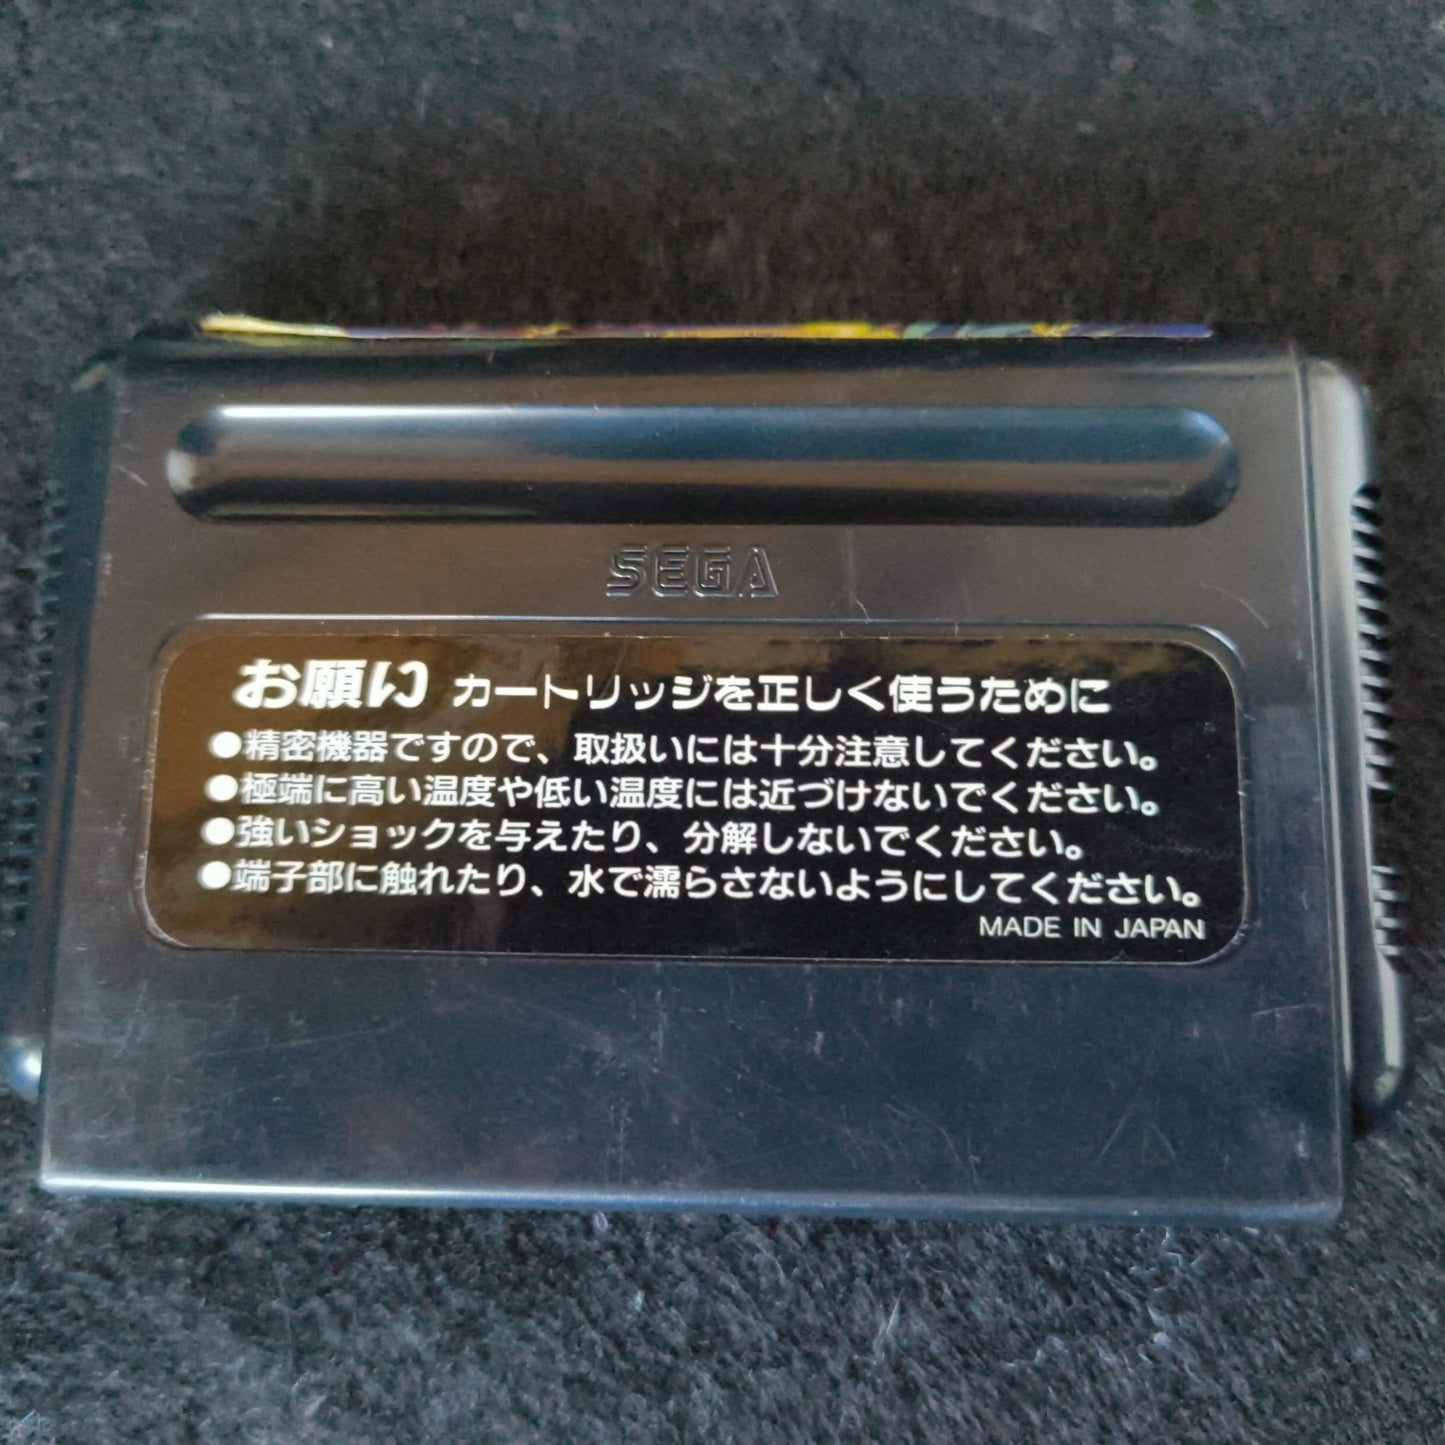 SEGA
お願い カートリッジを正しく使うために
●精密機器ですので、取扱いには十分注意してください。
●極端に高い温度や低い温度には近づけないでください。
●強いショックを与えたり、分解しないでください。
●端子部に触れたり、水で濡らさないようにしてください。
MADE IN JAPAN